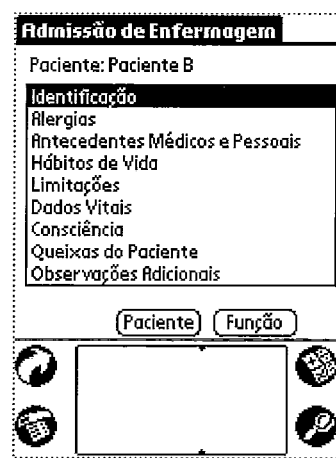 Admissão de Enfermagem
Paciente: Paciente B
Identificação
Alergias
Antecedentes Médicos e Pessoais
Hábitos de Vida
Limitações
Dados Vitais
Consciência
Queixas do Paciente
Observações Adicionais
Paciente Função